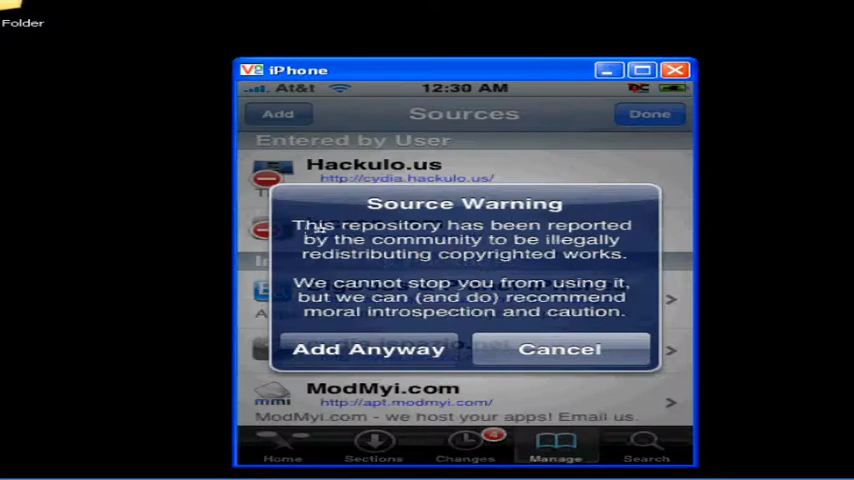 Folder
iPhone
At&t 12:30 AM
Add Sources Done
Entered by User
Hackulo.us
http://cydia.hackulo.us/
Source Warning
This repository has been reported
by the community to be illegally
redistributing copyrighted works.
We cannot stop you from using it,
but we can (and do) recommend
moral introspection and caution.
Add Anyway Cancel
ModMyi.com
http://apt.modmyi.com/
ModMyi.com - we host your apps! Email us.
4
Home Sections Changes Manage Search